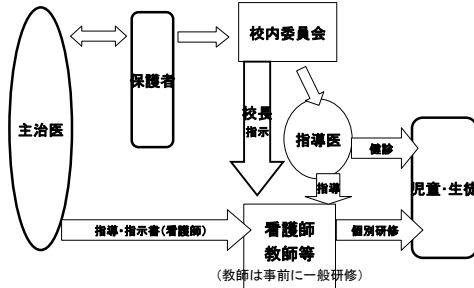 校内委員会
保護者
校長
指示
主治医
指導医
健診
児童・生徒
指導
指導・指示書(看護師)
看護師
教師等
個別研修
(教師は事前に一般研修)